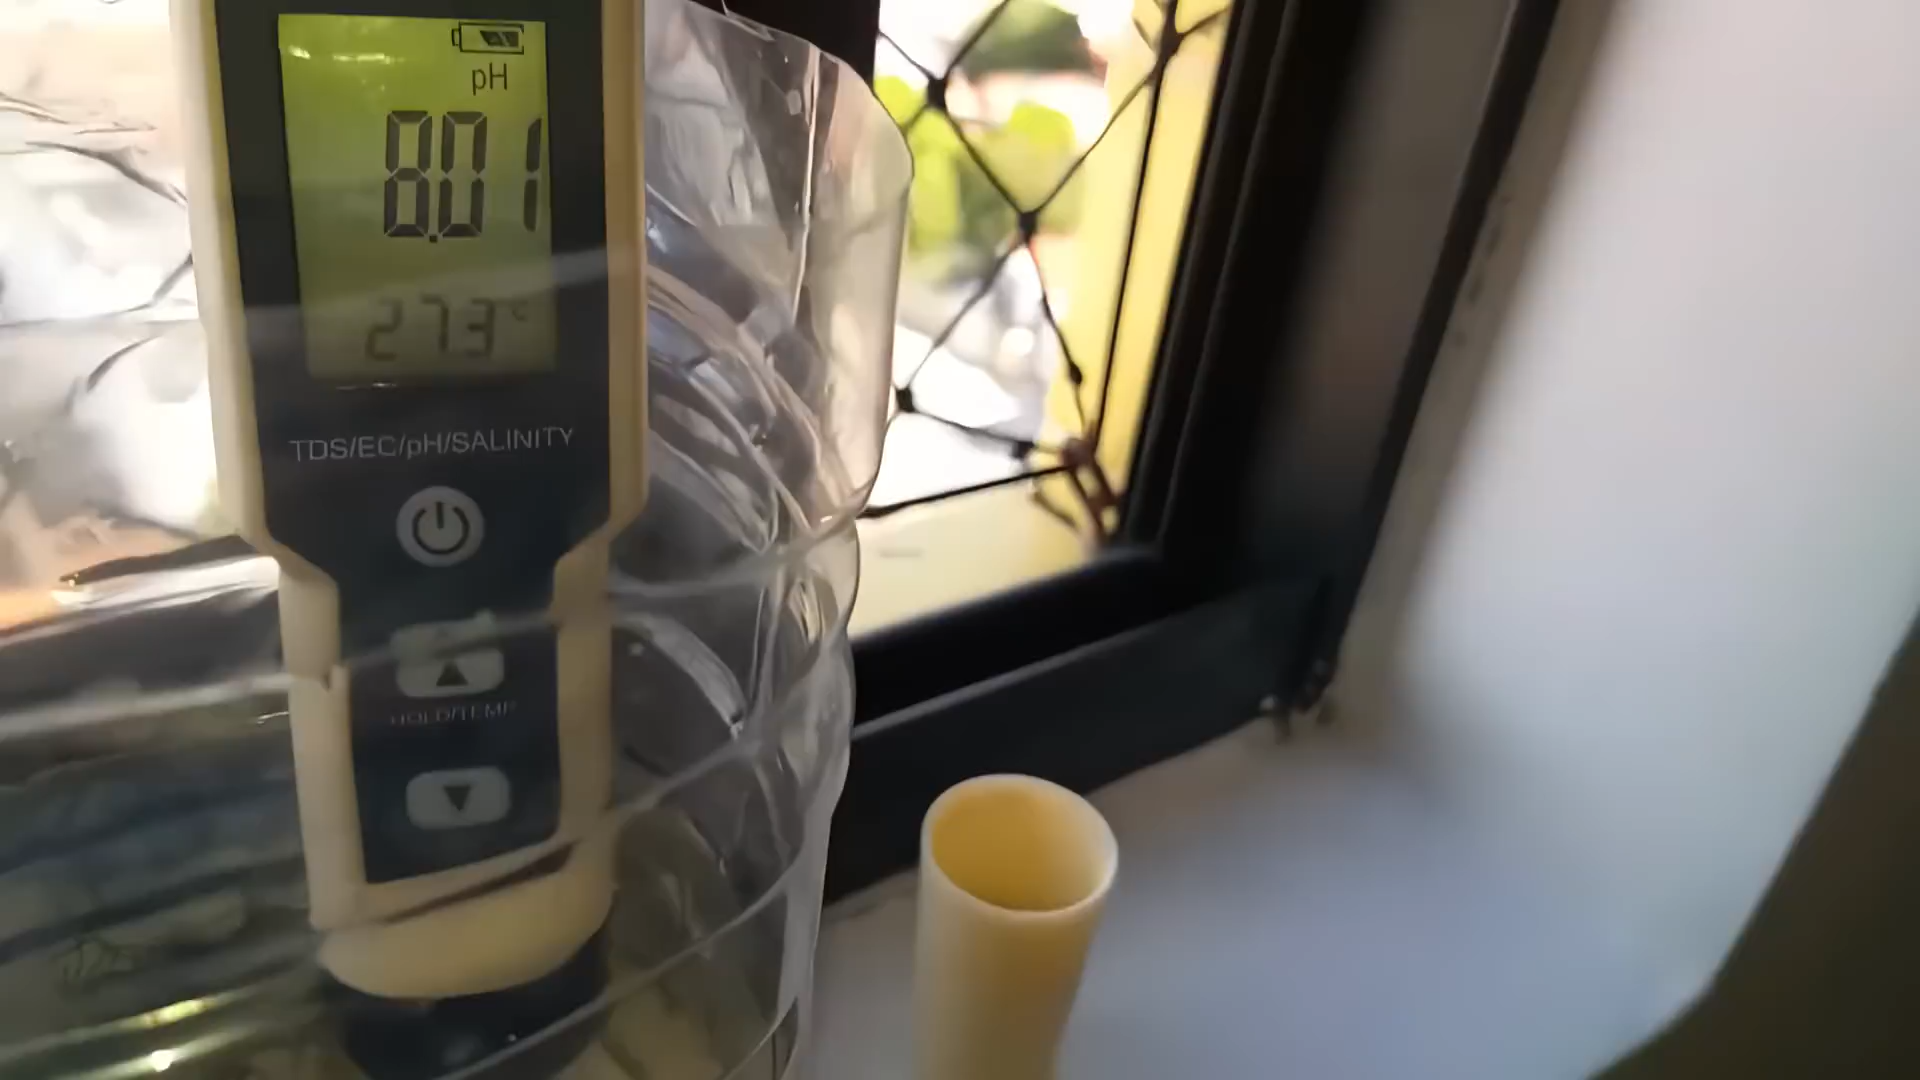 pH
8.01
27.3 °C
TDS/EC/pH/SALINITY
HOLD/TEMP